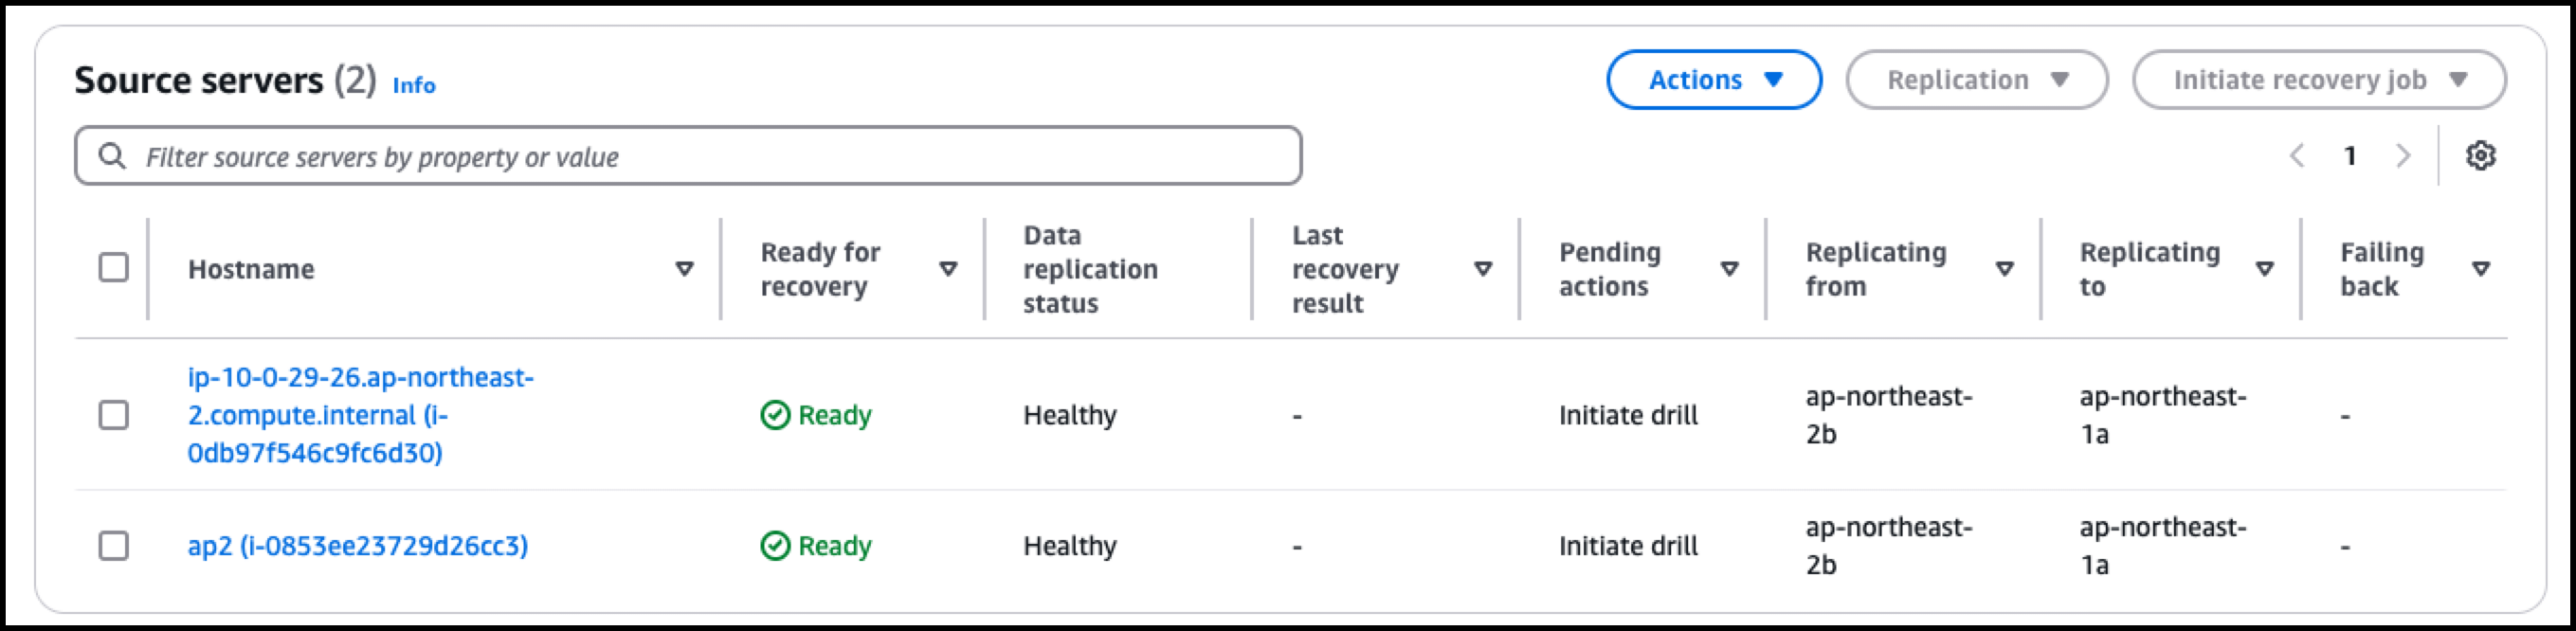 Source servers (2) Info
Actions
Replication
Initiate recovery job
Filter source servers by property or value
1
Hostname
Ready for
recovery
Data
replication
status
Last
recovery
result
Pending
actions
Replicating
from
Replicating
to
Failing
back
ip-10-0-29-26.ap-northeast-
2.compute.internal (i-
0db97f546c9fc6d30)
Ready
Healthy
-
Initiate drill
ap-northeast-
2b
ap-northeast-
1a
-
ap2 (i-0853ee23729d26cc3)
Ready
Healthy
-
Initiate drill
ap-northeast-
2b
ap-northeast-
1a
-